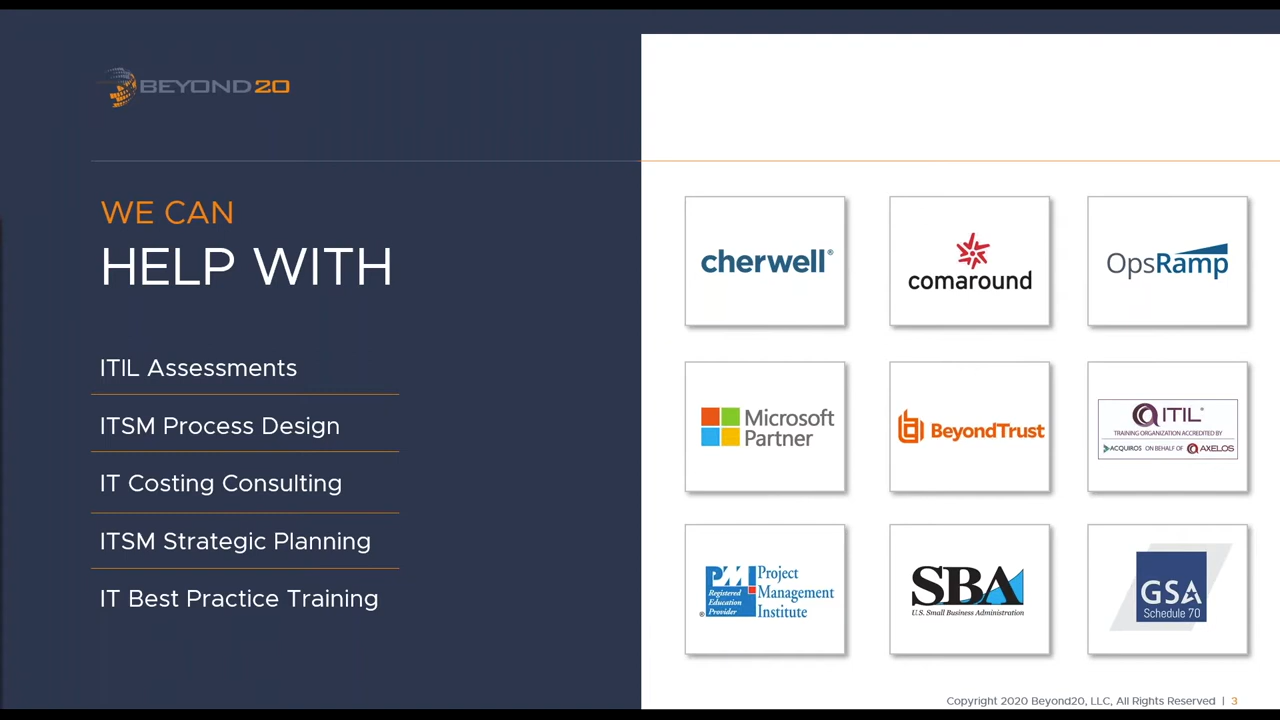 BEYOND20
WE CAN
HELP WITH
ITIL Assessments
ITSM Process Design
IT Costing Consulting
ITSM Strategic Planning
IT Best Practice Training
cherwell®
comaround
OpsRamp
Microsoft
Partner
BeyondTrust
ITIL®
TRAINING ORGANIZATION ACCREDITED BY
ACQUIROS ON BEHALF OF AXELOS
PMI
Registered
Education
Provider
®
Project
Management
Institute
SBA
U.S. Small Business Administration
GSA
Schedule 70
Copyright 2020 Beyond20, LLC, All Rights Reserved | 3